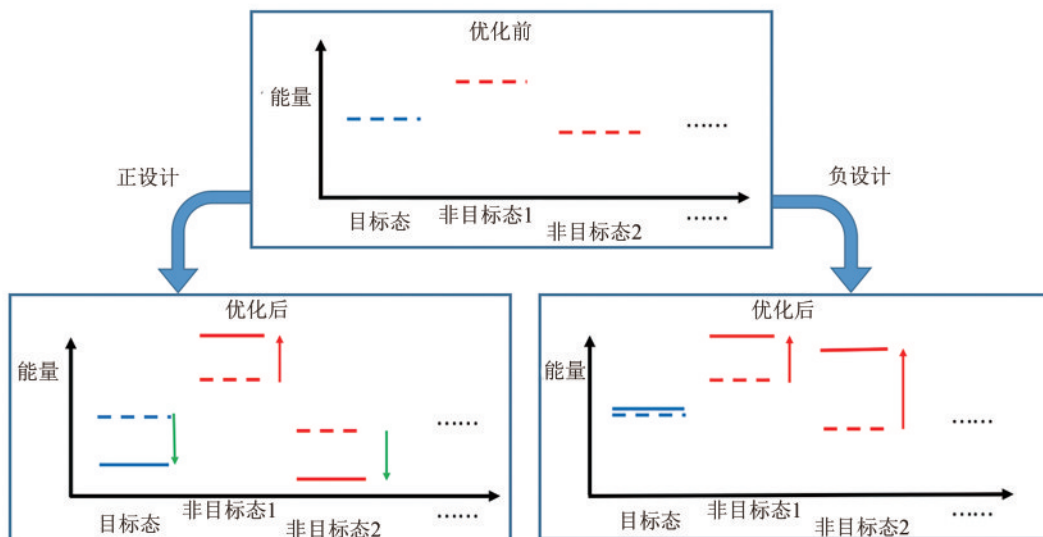 优化前
能量
……
目标态
非目标态1
非目标态2
……
正设计
负设计
优化后
能量
……
目标态
非目标态1
非目标态2
……
优化后
能量
……
目标态
非目标态1
非目标态2
……